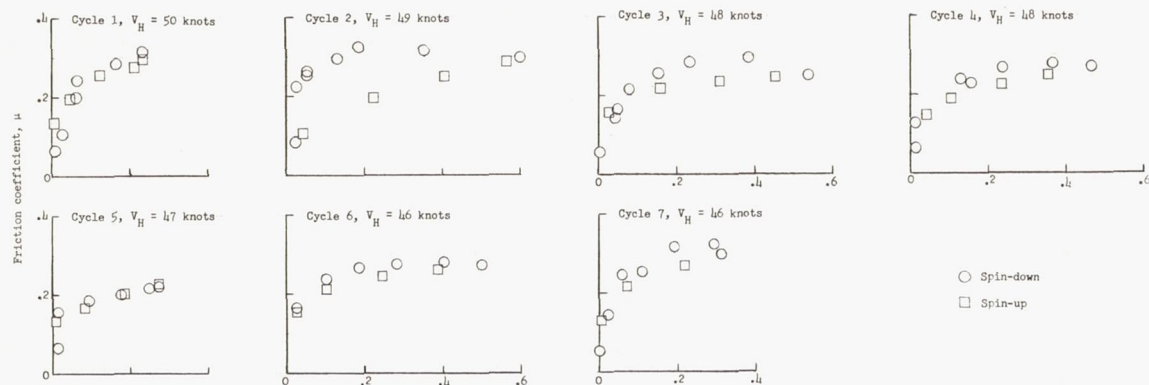 Friction coefficient, μ
Cycle 1, V_H = 50 knots
.4
.2
0
Cycle 2, V_H = 49 knots
Cycle 3, V_H = 48 knots
0 .2 .4 .6
Cycle 4, V_H = 48 knots
0 .2 .4 .6
Cycle 5, V_H = 47 knots
.4
.2
0
Cycle 6, V_H = 46 knots
0 .2 .4 .6
Cycle 7, V_H = 46 knots
0 .2 .4
Spin-down
Spin-up